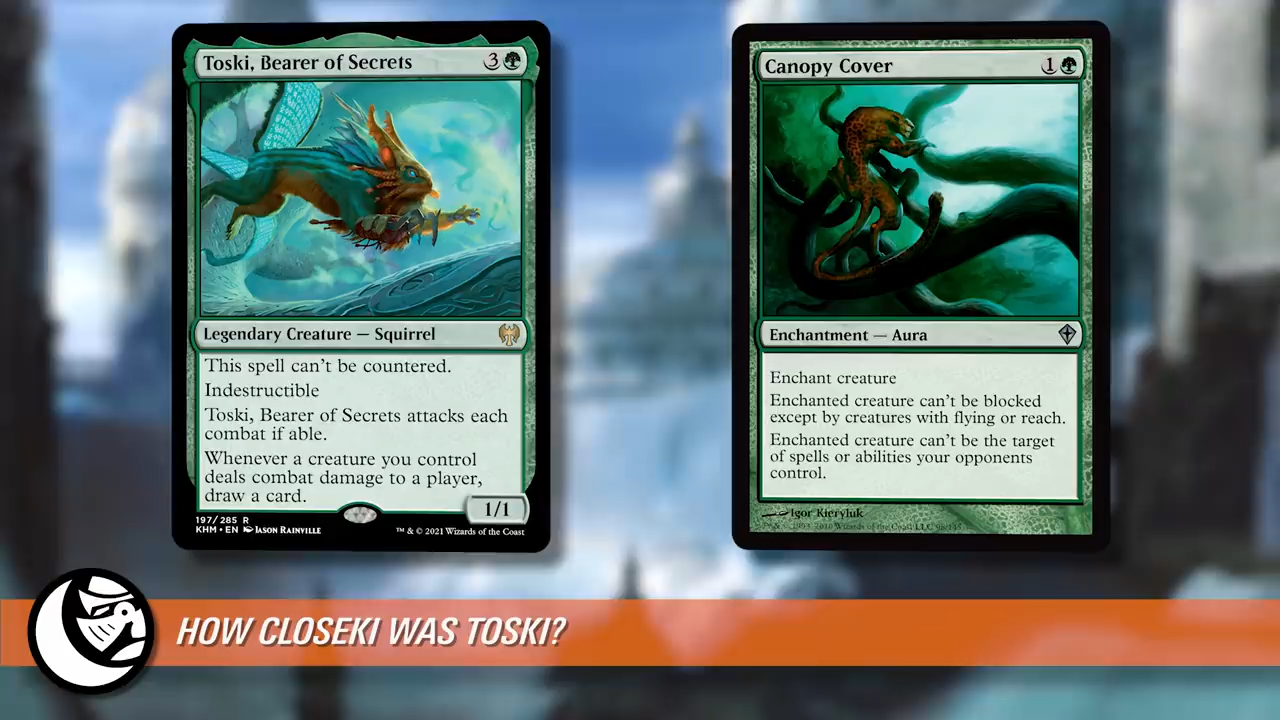 Toski, Bearer of Secrets 3
Legendary Creature — Squirrel
This spell can't be countered.
Indestructible
Toski, Bearer of Secrets attacks each
combat if able.
Whenever a creature you control
deals combat damage to a player,
draw a card.
1/1
197/285 R
KHM • EN JASON RAINVILLE
™ & © 2021 Wizards of the Coast
Canopy Cover 1
Enchantment — Aura
Enchant creature
Enchanted creature can't be blocked
except by creatures with flying or reach.
Enchanted creature can't be the target
of spells or abilities your opponents
control.
Igor Kieryluk
HOW CLOSEKI WAS TOSKI?